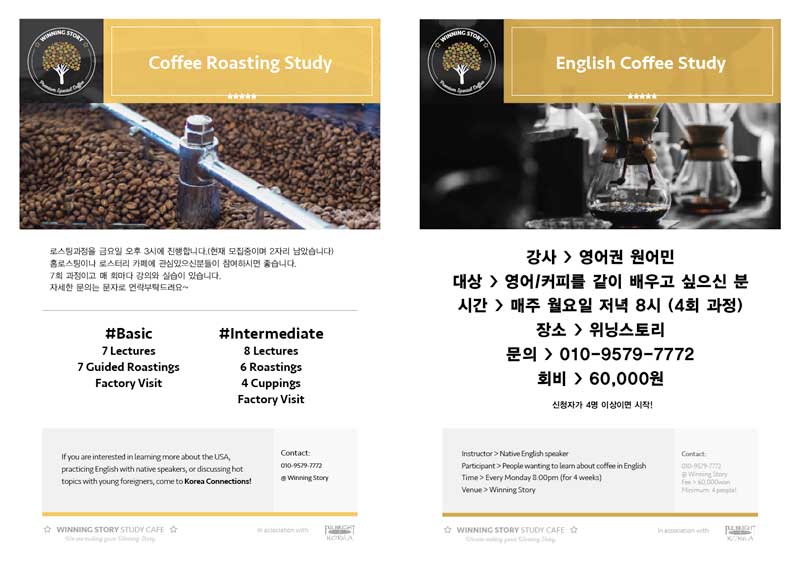 WINNING STORY
Premium Special Coffee
Coffee Roasting Study
로스팅과정을 금요일 오후 3시에 진행합니다.(현재 모집중이며 2자리 남았습니다)
홈로스팅이나 로스터리 카페에 관심있으신분들이 참여하시면 좋습니다.
7회 과정이고 매 회마다 강의와 실습이 있습니다.
자세한 문의는 문자로 연락부탁드려요~
#Basic
7 Lectures
7 Guided Roastings
Factory Visit
#Intermediate
8 Lectures
6 Roastings
4 Cuppings
Factory Visit
If you are interested in learning more about the USA,
practicing English with native speakers, or discussing hot
topics with young foreigners, come to Korea Connections!
Contact:
010-9579-7772
@ Winning Story
WINNING STORY STUDY CAFE
We are making your Winning Story.
In association with:
FULBRIGHT
KOREA
WINNING STORY
Premium Special Coffee
English Coffee Study
강사 > 영어권 원어민
대상 > 영어/커피를 같이 배우고 싶으신 분
시간 > 매주 월요일 저녁 8시 (4회 과정)
장소 > 위닝스토리
문의 > 010-9579-7772
회비 > 60,000원
신청자가 4명 이상이면 시작!
Instructor > Native English speaker
Participant > People wanting to learn about coffee in English
Time > Every Monday 8:00pm (for 4 weeks)
Venue > Winning Story
Contact:
010-9579-7772
@ Winning Story
Fee > 60,000won
Minimum: 4 people!
WINNING STORY STUDY CAFE
We are making your Winning Story.
In association with:
FULBRIGHT
KOREA